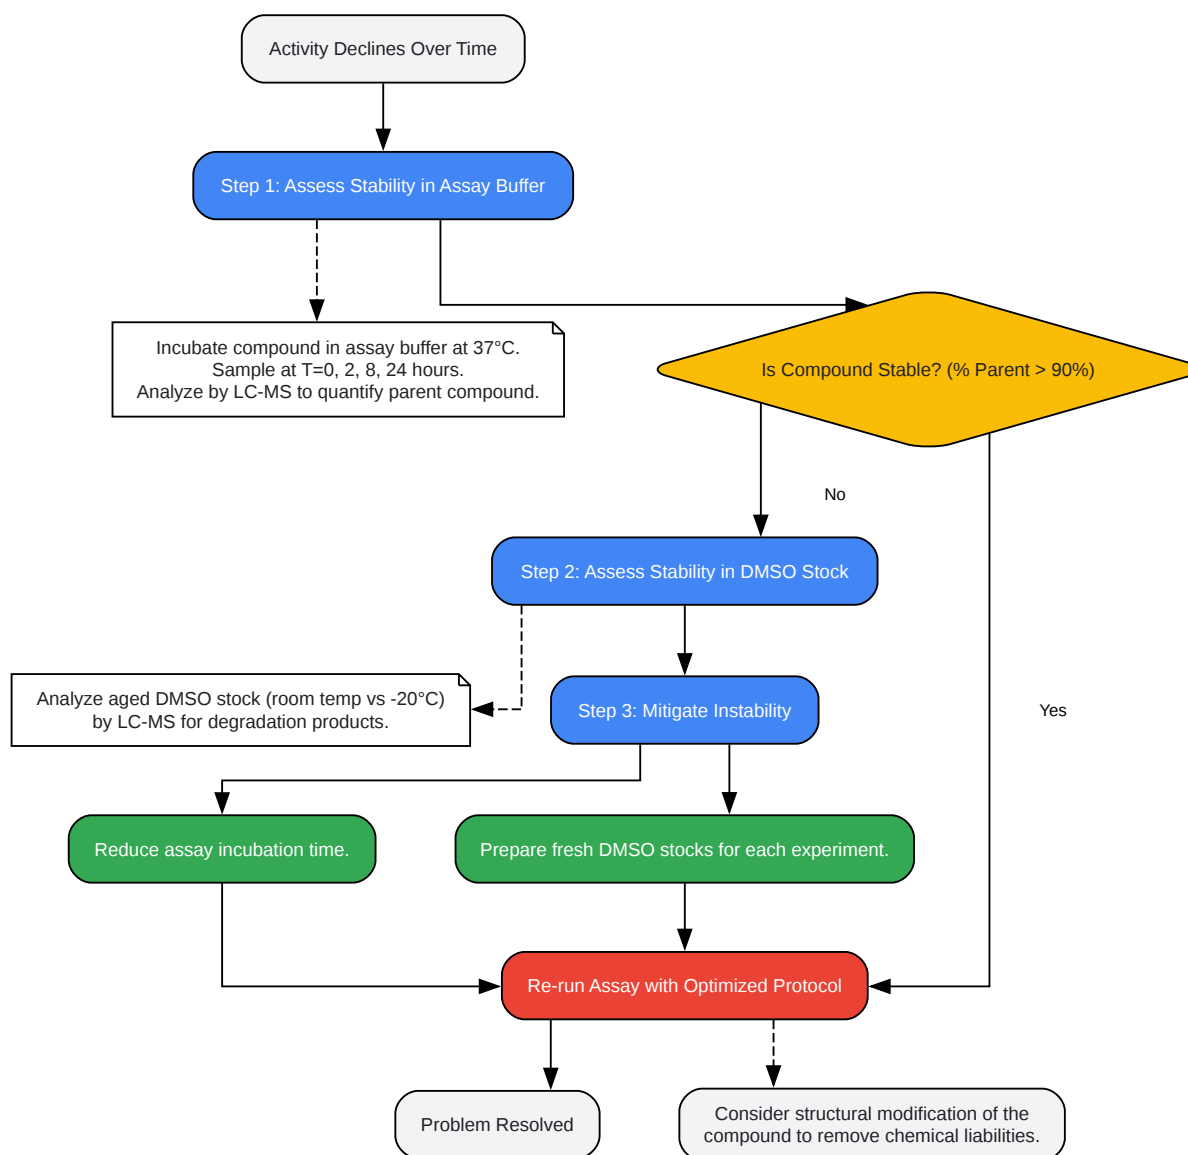 Activity Declines Over Time
Step 1: Assess Stability in Assay Buffer
Incubate compound in assay buffer at 37°C.
Sample at T=0, 2, 8, 24 hours.
Analyze by LC-MS to quantify parent compound.
Is Compound Stable? (% Parent > 90%)
No
Step 2: Assess Stability in DMSO Stock
Analyze aged DMSO stock (room temp vs -20°C)
by LC-MS for degradation products.
Step 3: Mitigate Instability
Yes
Reduce assay incubation time.
Prepare fresh DMSO stocks for each experiment.
Re-run Assay with Optimized Protocol
Problem Resolved
Consider structural modification of the
compound to remove chemical liabilities.